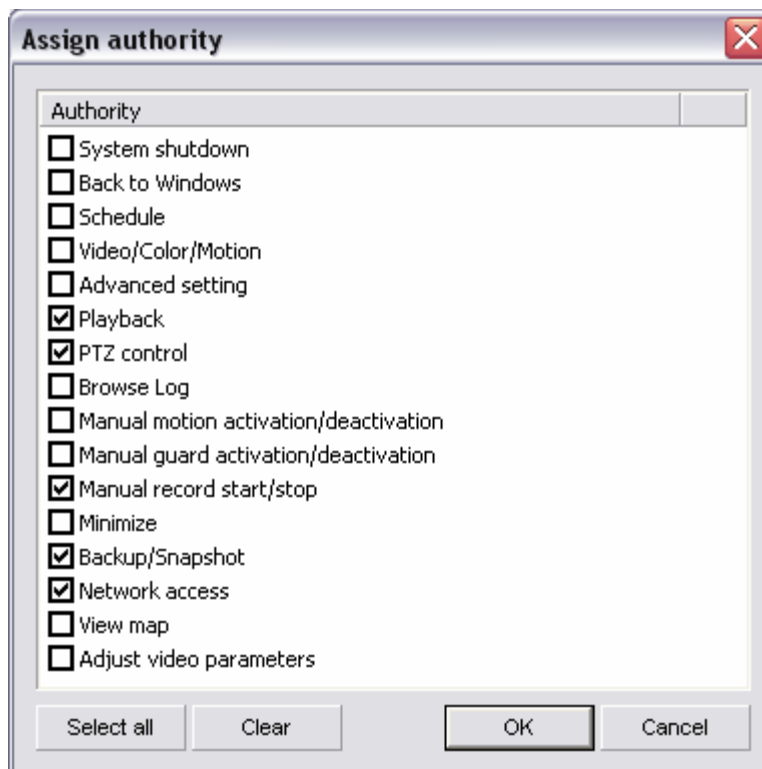 Assign authority
Authority
System shutdown
Back to Windows
Schedule
Video/Color/Motion
Advanced setting
Playback
PTZ control
Browse Log
Manual motion activation/deactivation
Manual guard activation/deactivation
Manual record start/stop
Minimize
Backup/Snapshot
Network access
View map
Adjust video parameters
Select all Clear OK Cancel